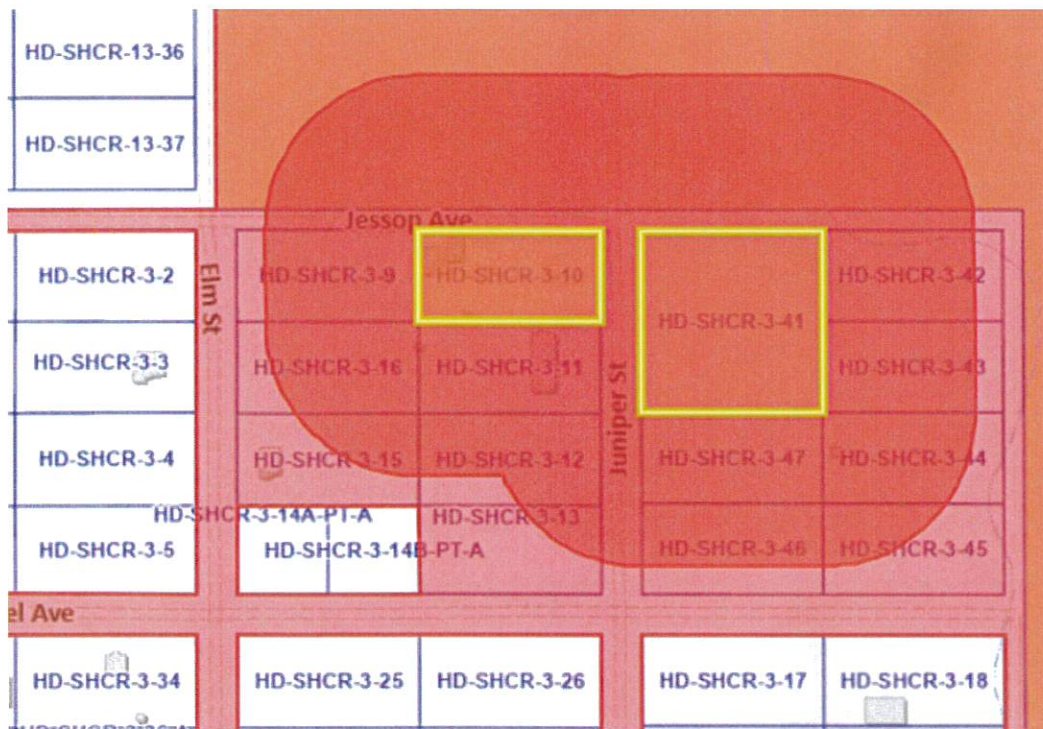 HD-SHCR-13-36
HD-SHCR-13-37
Jessop Ave
HD-SHCR-3-2
Elm St
HD-SHCR-3-9
HD-SHCR-3-10
HD-SHCR-3-41
HD-SHCR-3-42
HD-SHCR-3-3
HD-SHCR-3-16
HD-SHCR-3-11
Juniper St
HD-SHCR-3-43
HD-SHCR-3-4
HD-SHCR-3-15
HD-SHCR-3-12
HD-SHCR-3-47
HD-SHCR-3-44
HD-SHCR-3-14A-PT-A
HD-SHCR-3-13
HD-SHCR-3-5
HD-SHCR-3-14B-PT-A
HD-SHCR-3-46
HD-SHCR-3-45
el Ave
HD-SHCR-3-34
HD-SHCR-3-25
HD-SHCR-3-26
HD-SHCR-3-17
HD-SHCR-3-18